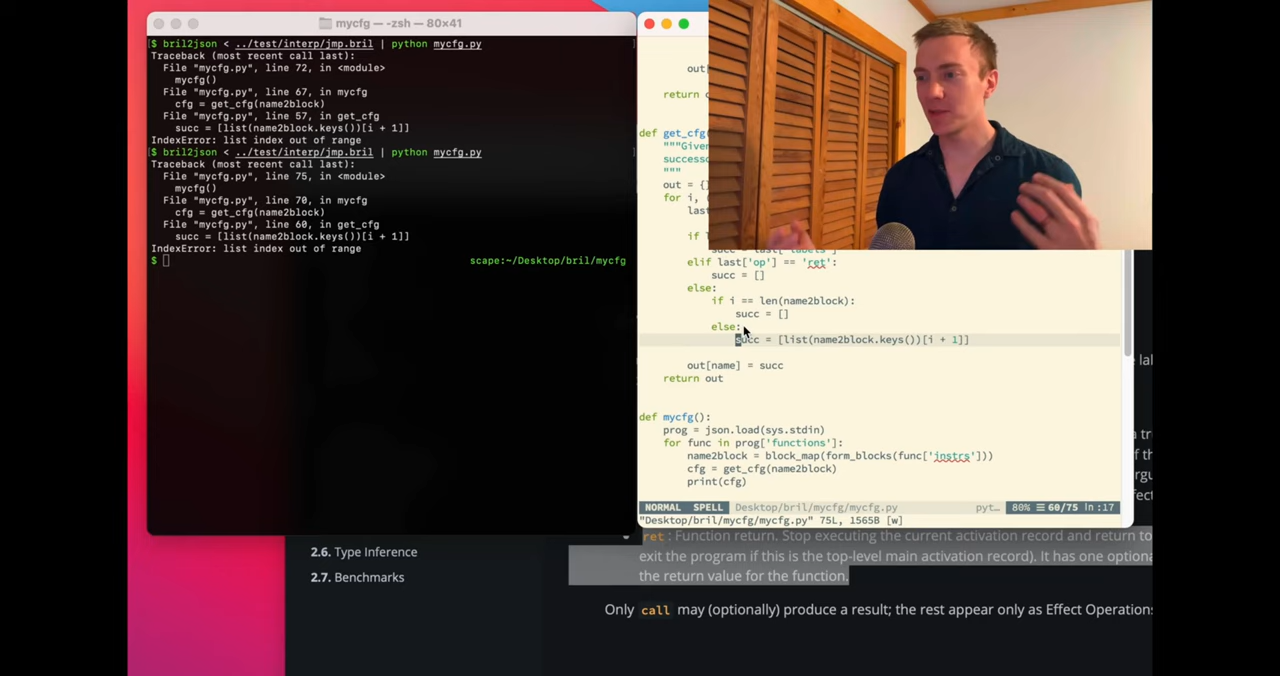 mycfg — -zsh — 80×41
$ bril2json < ../test/interp/jmp.bril | python mycfg.py
Traceback (most recent call last):
File "mycfg.py", line 72, in <module>
mycfg()
File "mycfg.py", line 67, in mycfg
cfg = get_cfg(name2block)
File "mycfg.py", line 57, in get_cfg
succ = [list(name2block.keys())[i + 1]]
IndexError: list index out of range
$ bril2json < ../test/interp/jmp.bril | python mycfg.py
Traceback (most recent call last):
File "mycfg.py", line 75, in <module>
mycfg()
File "mycfg.py", line 70, in mycfg
cfg = get_cfg(name2block)
File "mycfg.py", line 60, in get_cfg
succ = [list(name2block.keys())[i + 1]]
IndexError: list index out of range
$ scape:~/Desktop/bril/mycfg
out[
return
def get_cfg(
"""Given
successo
"""
out = {}
for i, (
last
if l
succ = last['labels']
elif last['op'] == 'ret':
succ = []
else:
if i == len(name2block):
succ = []
else:
succ = [list(name2block.keys())[i + 1]]
out[name] = succ
return out
def mycfg():
prog = json.load(sys.stdin)
for func in prog['functions']:
name2block = block_map(form_blocks(func['instrs']))
cfg = get_cfg(name2block)
print(cfg)
NORMAL SPELL Desktop/bril/mycfg/mycfg.py pyt… 80% ☰ 60/75 ln :17
"Desktop/bril/mycfg/mycfg.py" 75L, 1565B [w]
2.6. Type Inference
2.7. Benchmarks
ret: Function return. Stop executing the current activation record and return to
exit the program if this is the top-level main activation record). It has one optiona
the return value for the function.
Only call may (optionally) produce a result; the rest appear only as Effect Operations